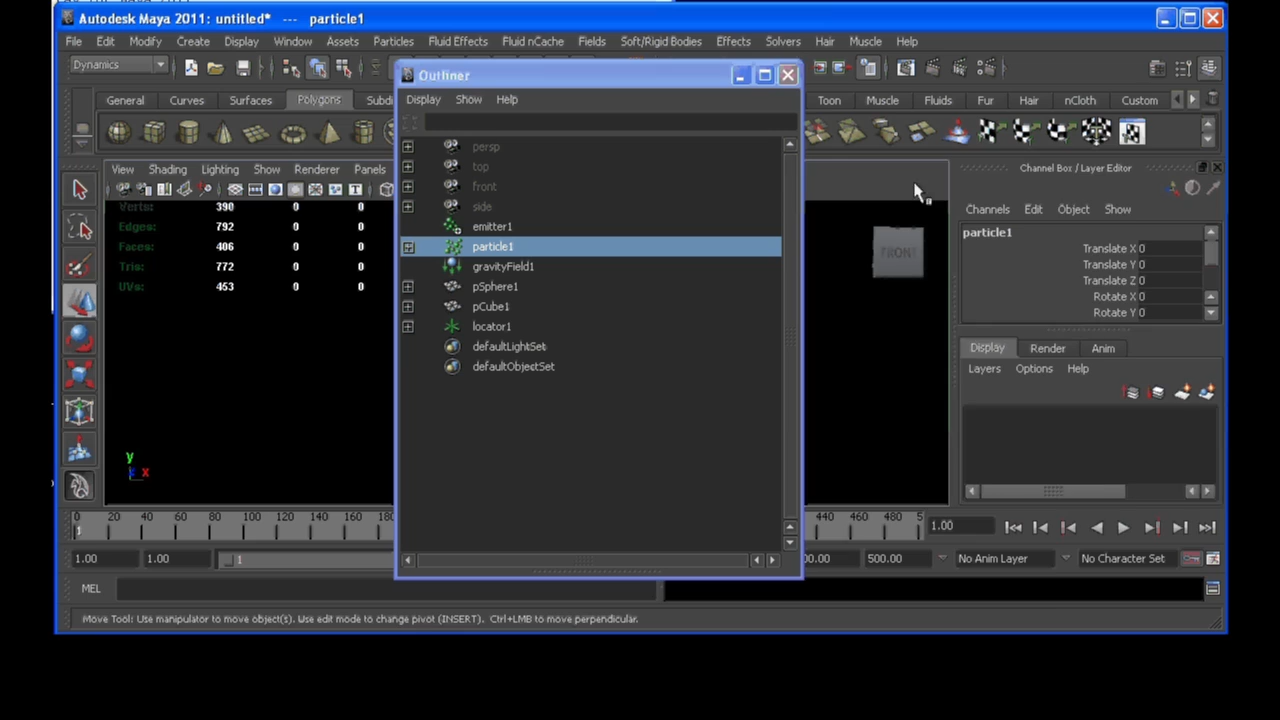 Autodesk Maya 2011: untitled* --- particle1
File Edit Modify Create Display Window Assets Particles Fluid Effects Fluid nCache Fields Soft/Rigid Bodies Effects Solvers Hair Muscle Help
Dynamics
Outliner
Display Show Help
General Curves Surfaces Polygons Subdi
Toon Muscle Fluids Fur Hair nCloth Custom
View Shading Lighting Show Renderer Panels
Channel Box / Layer Editor
Channels Edit Object Show
Verts: 390 0 0
Edges: 792 0 0
Faces: 406 0 0
Tris: 772 0 0
UVs: 453 0 0
persp
top
front
side
emitter1
particle1
gravityField1
pSphere1
pCube1
locator1
defaultLightSet
defaultObjectSet
FRONT
particle1
Translate X 0
Translate Y 0
Translate Z 0
Rotate X 0
Rotate Y 0
Display Render Anim
Layers Options Help
y
x
0 20 40 60 80 100 120 140 160 180
440 460 480 5
1
1.00
1.00 1.00 1
00.00 500.00 No Anim Layer No Character Set
MEL
Move Tool: Use manipulator to move object(s). Use edit mode to change pivot (INSERT). Ctrl+LMB to move perpendicular.